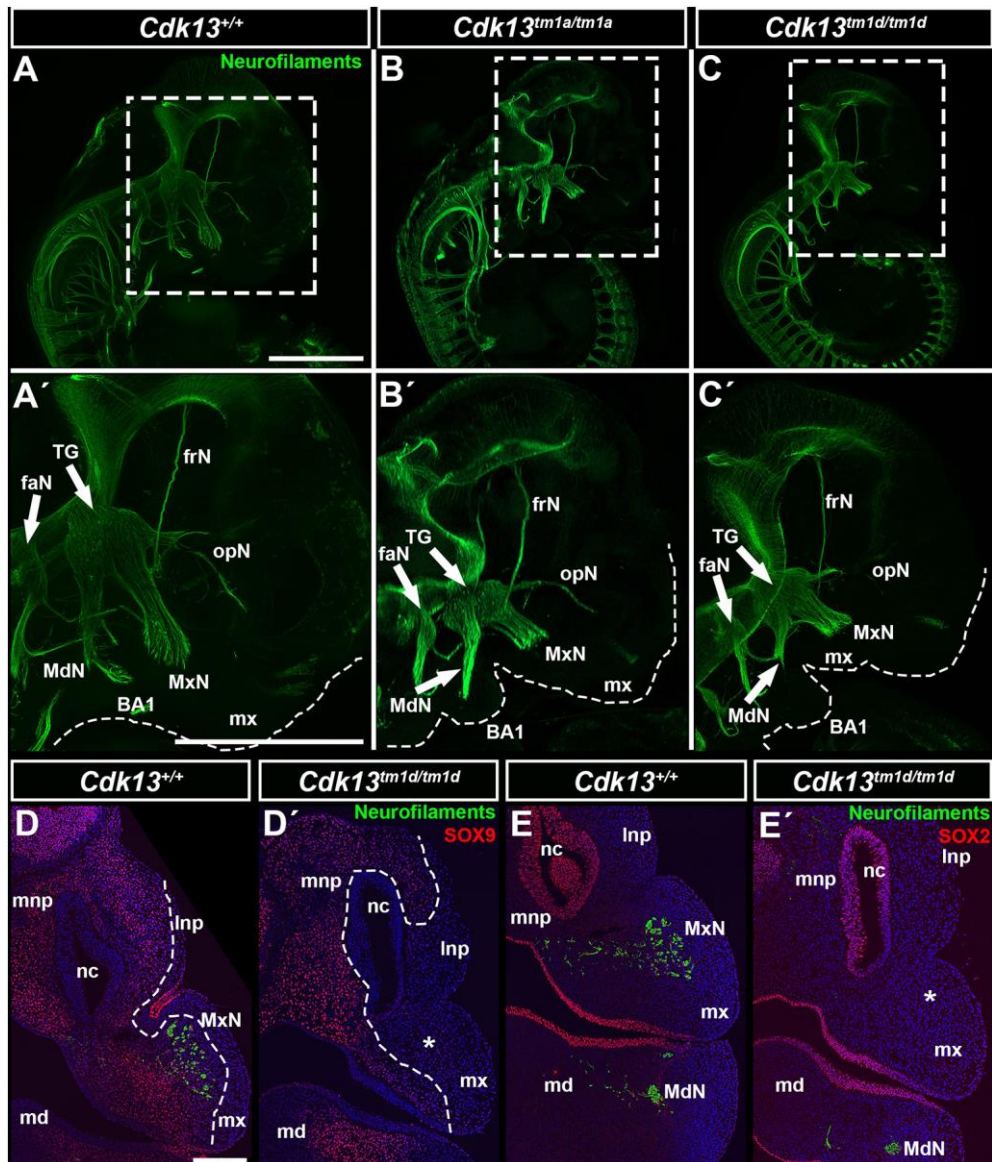 Cdk13+/+ Cdk13tm1a/tm1a Cdk13tm1d/tm1d
A Neurofilaments B C
A´ B´ C´
TG frN faN opN MdN MxN BA1 mx
frN TG faN opN MxN mx MdN BA1
frN TG faN opN MxN mx MdN BA1
Cdk13+/+ Cdk13tm1d/tm1d Cdk13+/+ Cdk13tm1d/tm1d
Neurofilaments Neurofilaments
D D´ SOX9 E E´ SOX2
mnp lnp nc MxN md mx
mnp nc lnp * mx md
nc lnp mnp MxN mx md MdN
lnp mnp nc * mx md MdN